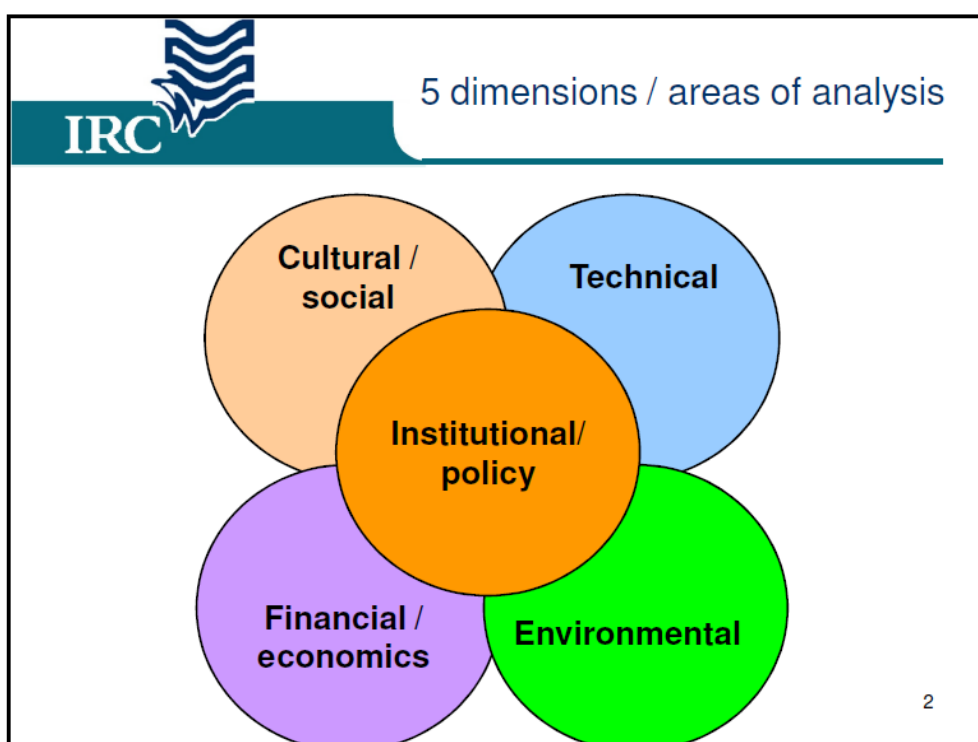 IRC
5 dimensions / areas of analysis
Cultural /
social
Technical
Institutional/
policy
Financial /
economics
Environmental
2